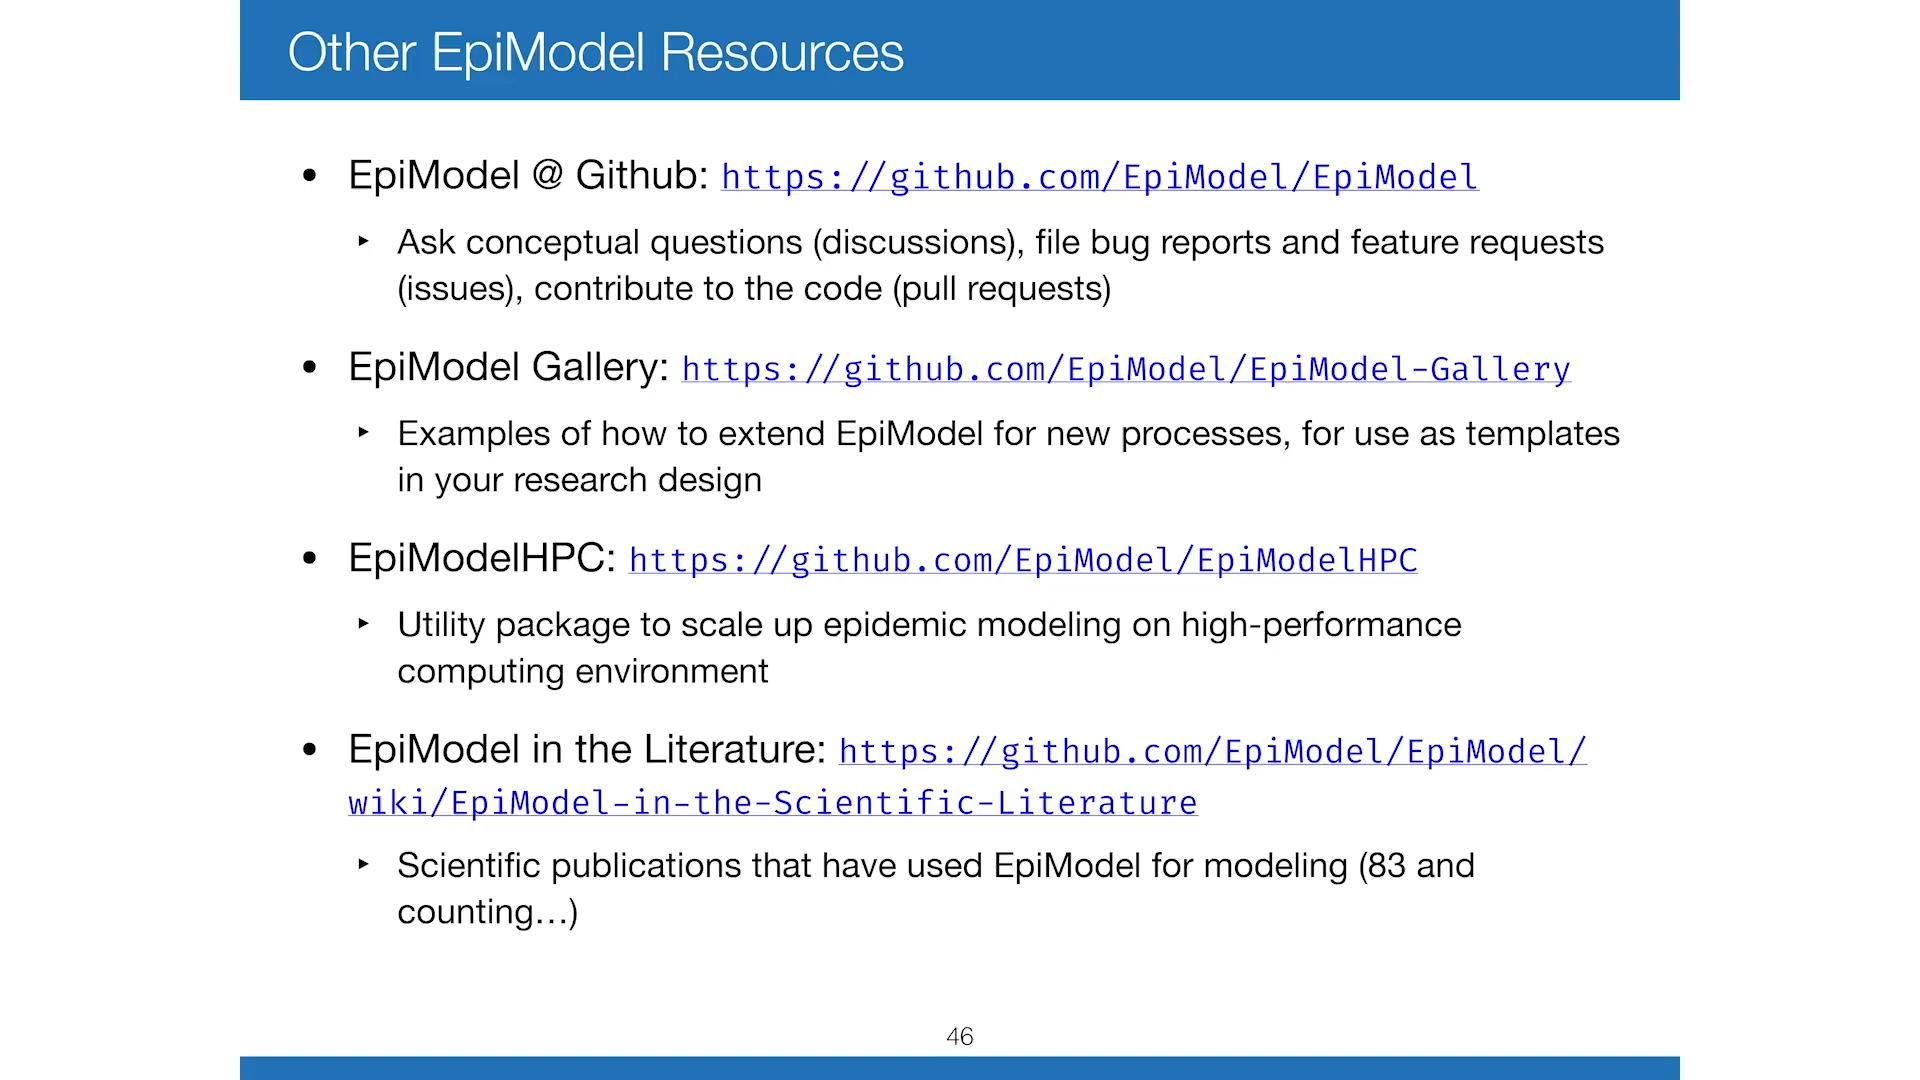 Other EpiModel Resources
• EpiModel @ Github: https://github.com/EpiModel/EpiModel
‣ Ask conceptual questions (discussions), file bug reports and feature requests
(issues), contribute to the code (pull requests)
• EpiModel Gallery: https://github.com/EpiModel/EpiModel-Gallery
‣ Examples of how to extend EpiModel for new processes, for use as templates
in your research design
• EpiModelHPC: https://github.com/EpiModel/EpiModelHPC
‣ Utility package to scale up epidemic modeling on high-performance
computing environment
• EpiModel in the Literature: https://github.com/EpiModel/EpiModel/
wiki/EpiModel-in-the-Scientific-Literature
‣ Scientific publications that have used EpiModel for modeling (83 and
counting…)
46